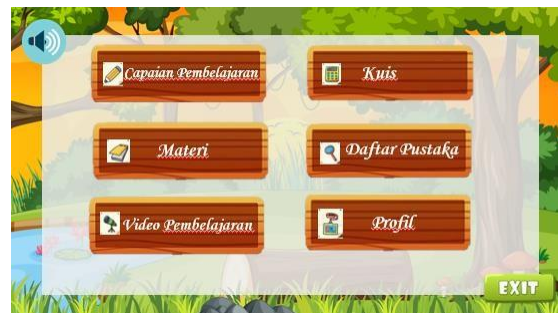 Capaian Pembelajaran
Kuis
Materi
Daftar Pustaka
Video Pembelajaran
Profil
EXIT